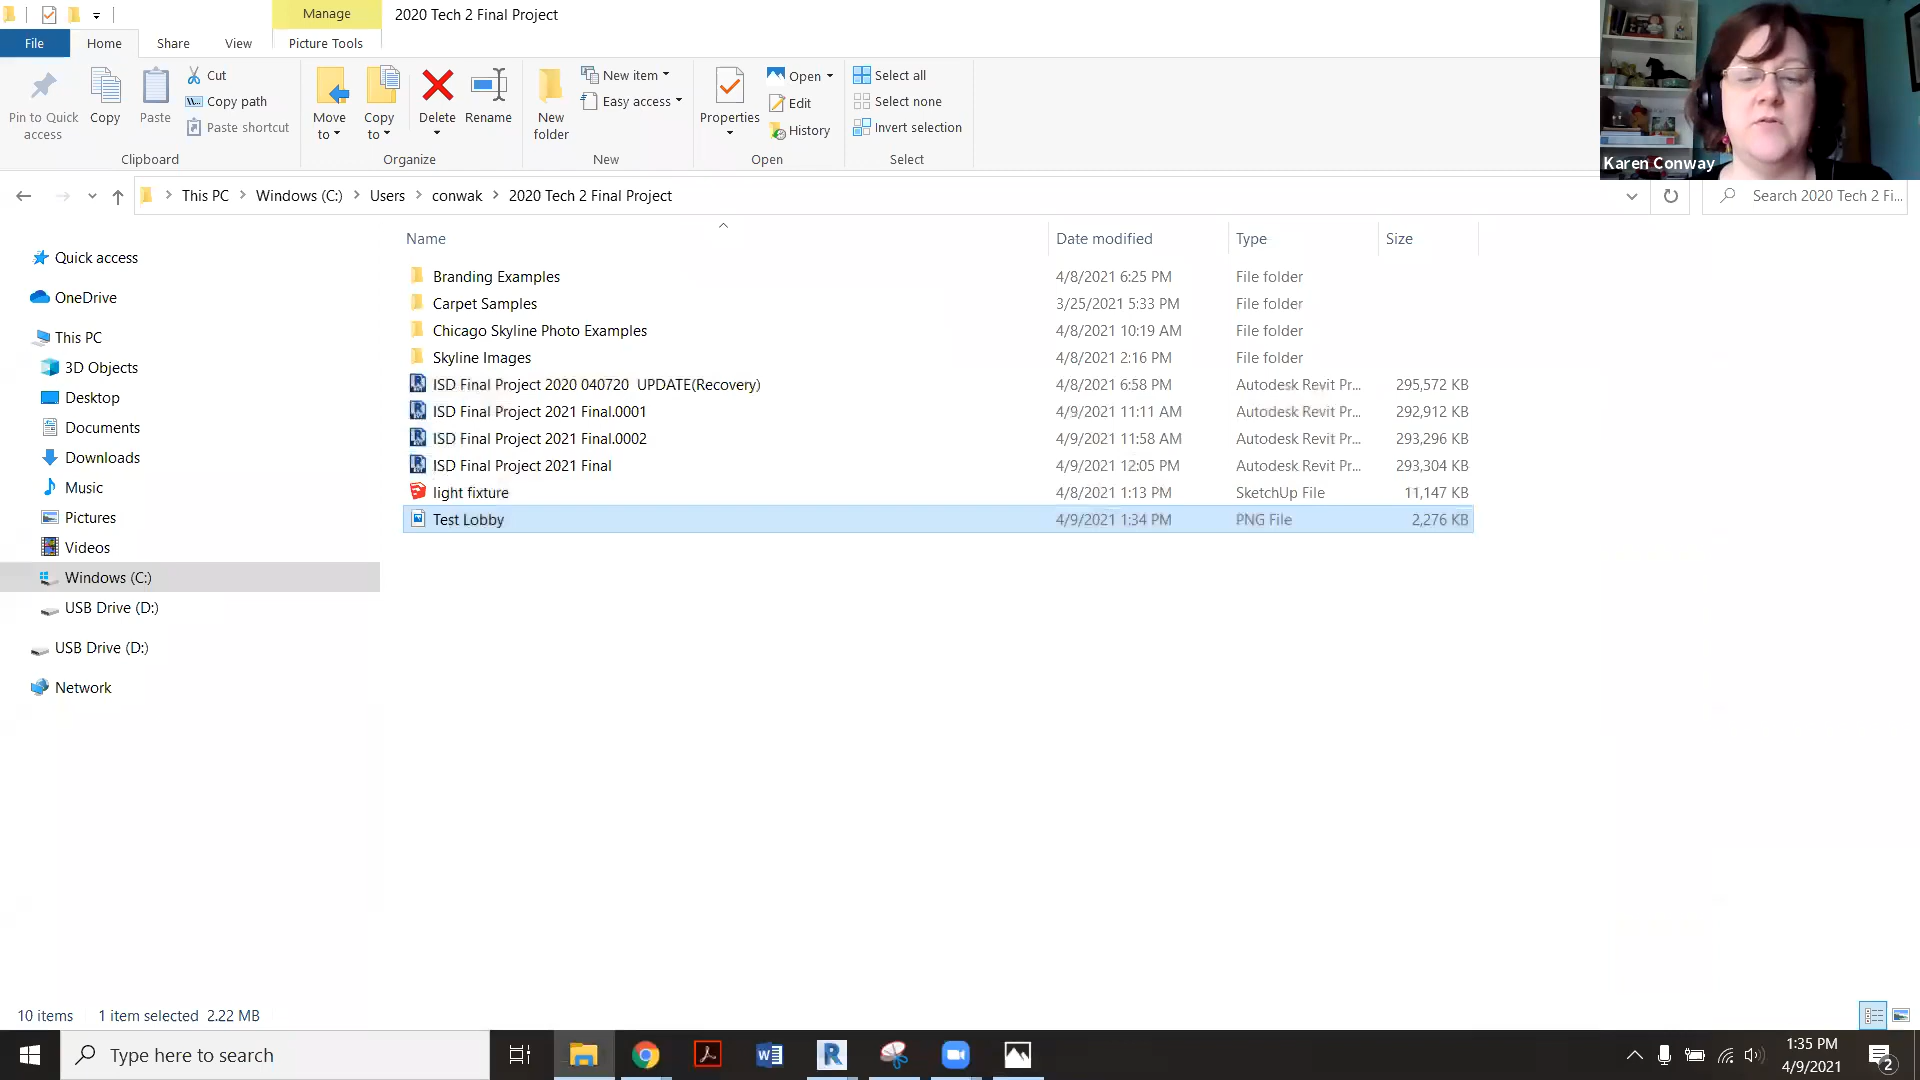 Manage
2020 Tech 2 Final Project
File
Home
Share
View
Picture Tools
Pin to Quick access
Copy
Paste
Cut
Copy path
Paste shortcut
Clipboard
Move to
Copy to
Delete
Rename
Organize
New folder
New item
Easy access
New
Properties
Open
Edit
History
Open
Select all
Select none
Invert selection
Select
Karen Conway
This PC > Windows (C:) > Users > conwak > 2020 Tech 2 Final Project
Search 2020 Tech 2 Fi...
Name Date modified Type Size
Quick access
OneDrive
This PC
3D Objects
Desktop
Documents
Downloads
Music
Pictures
Videos
Windows (C:)
USB Drive (D:)
USB Drive (D:)
Network
Branding Examples 4/8/2021 6:25 PM File folder
Carpet Samples 3/25/2021 5:33 PM File folder
Chicago Skyline Photo Examples 4/8/2021 10:19 AM File folder
Skyline Images 4/8/2021 2:16 PM File folder
ISD Final Project 2020 040720 UPDATE(Recovery) 4/8/2021 6:58 PM Autodesk Revit Pr... 295,572 KB
ISD Final Project 2021 Final.0001 4/9/2021 11:11 AM Autodesk Revit Pr... 292,912 KB
ISD Final Project 2021 Final.0002 4/9/2021 11:58 AM Autodesk Revit Pr... 293,296 KB
ISD Final Project 2021 Final 4/9/2021 12:05 PM Autodesk Revit Pr... 293,304 KB
light fixture 4/8/2021 1:13 PM SketchUp File 11,147 KB
Test Lobby 4/9/2021 1:34 PM PNG File 2,276 KB
10 items 1 item selected 2.22 MB
Type here to search
1:35 PM
4/9/2021
2